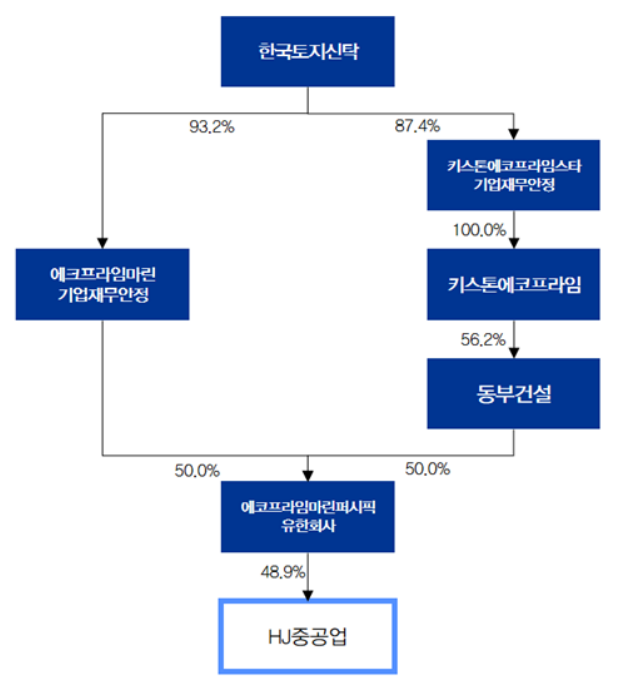 한국토지신탁
93.2%
87.4%
키스톤에코프라임스타
기업재무안정
100.0%
에크프라임마린
기업재무안정
키스톤에코프라임
56.2%
동부건설
50.0%
50.0%
에코프라임마린퍼시픽
유한회사
48.9%
HJ중공업